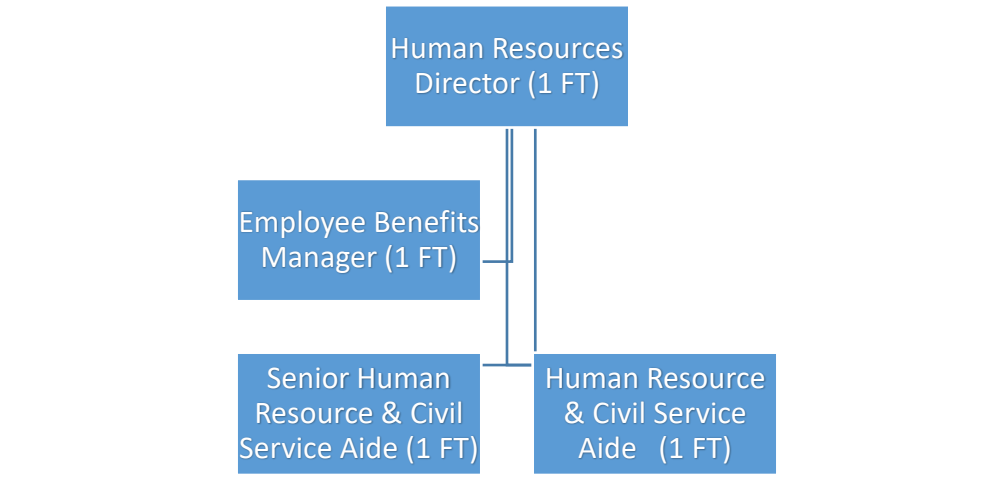 Human Resources
Director (1 FT)
Employee Benefits
Manager (1 FT)
Senior Human
Resource & Civil
Service Aide (1 FT)
Human Resource
& Civil Service
Aide   (1 FT)